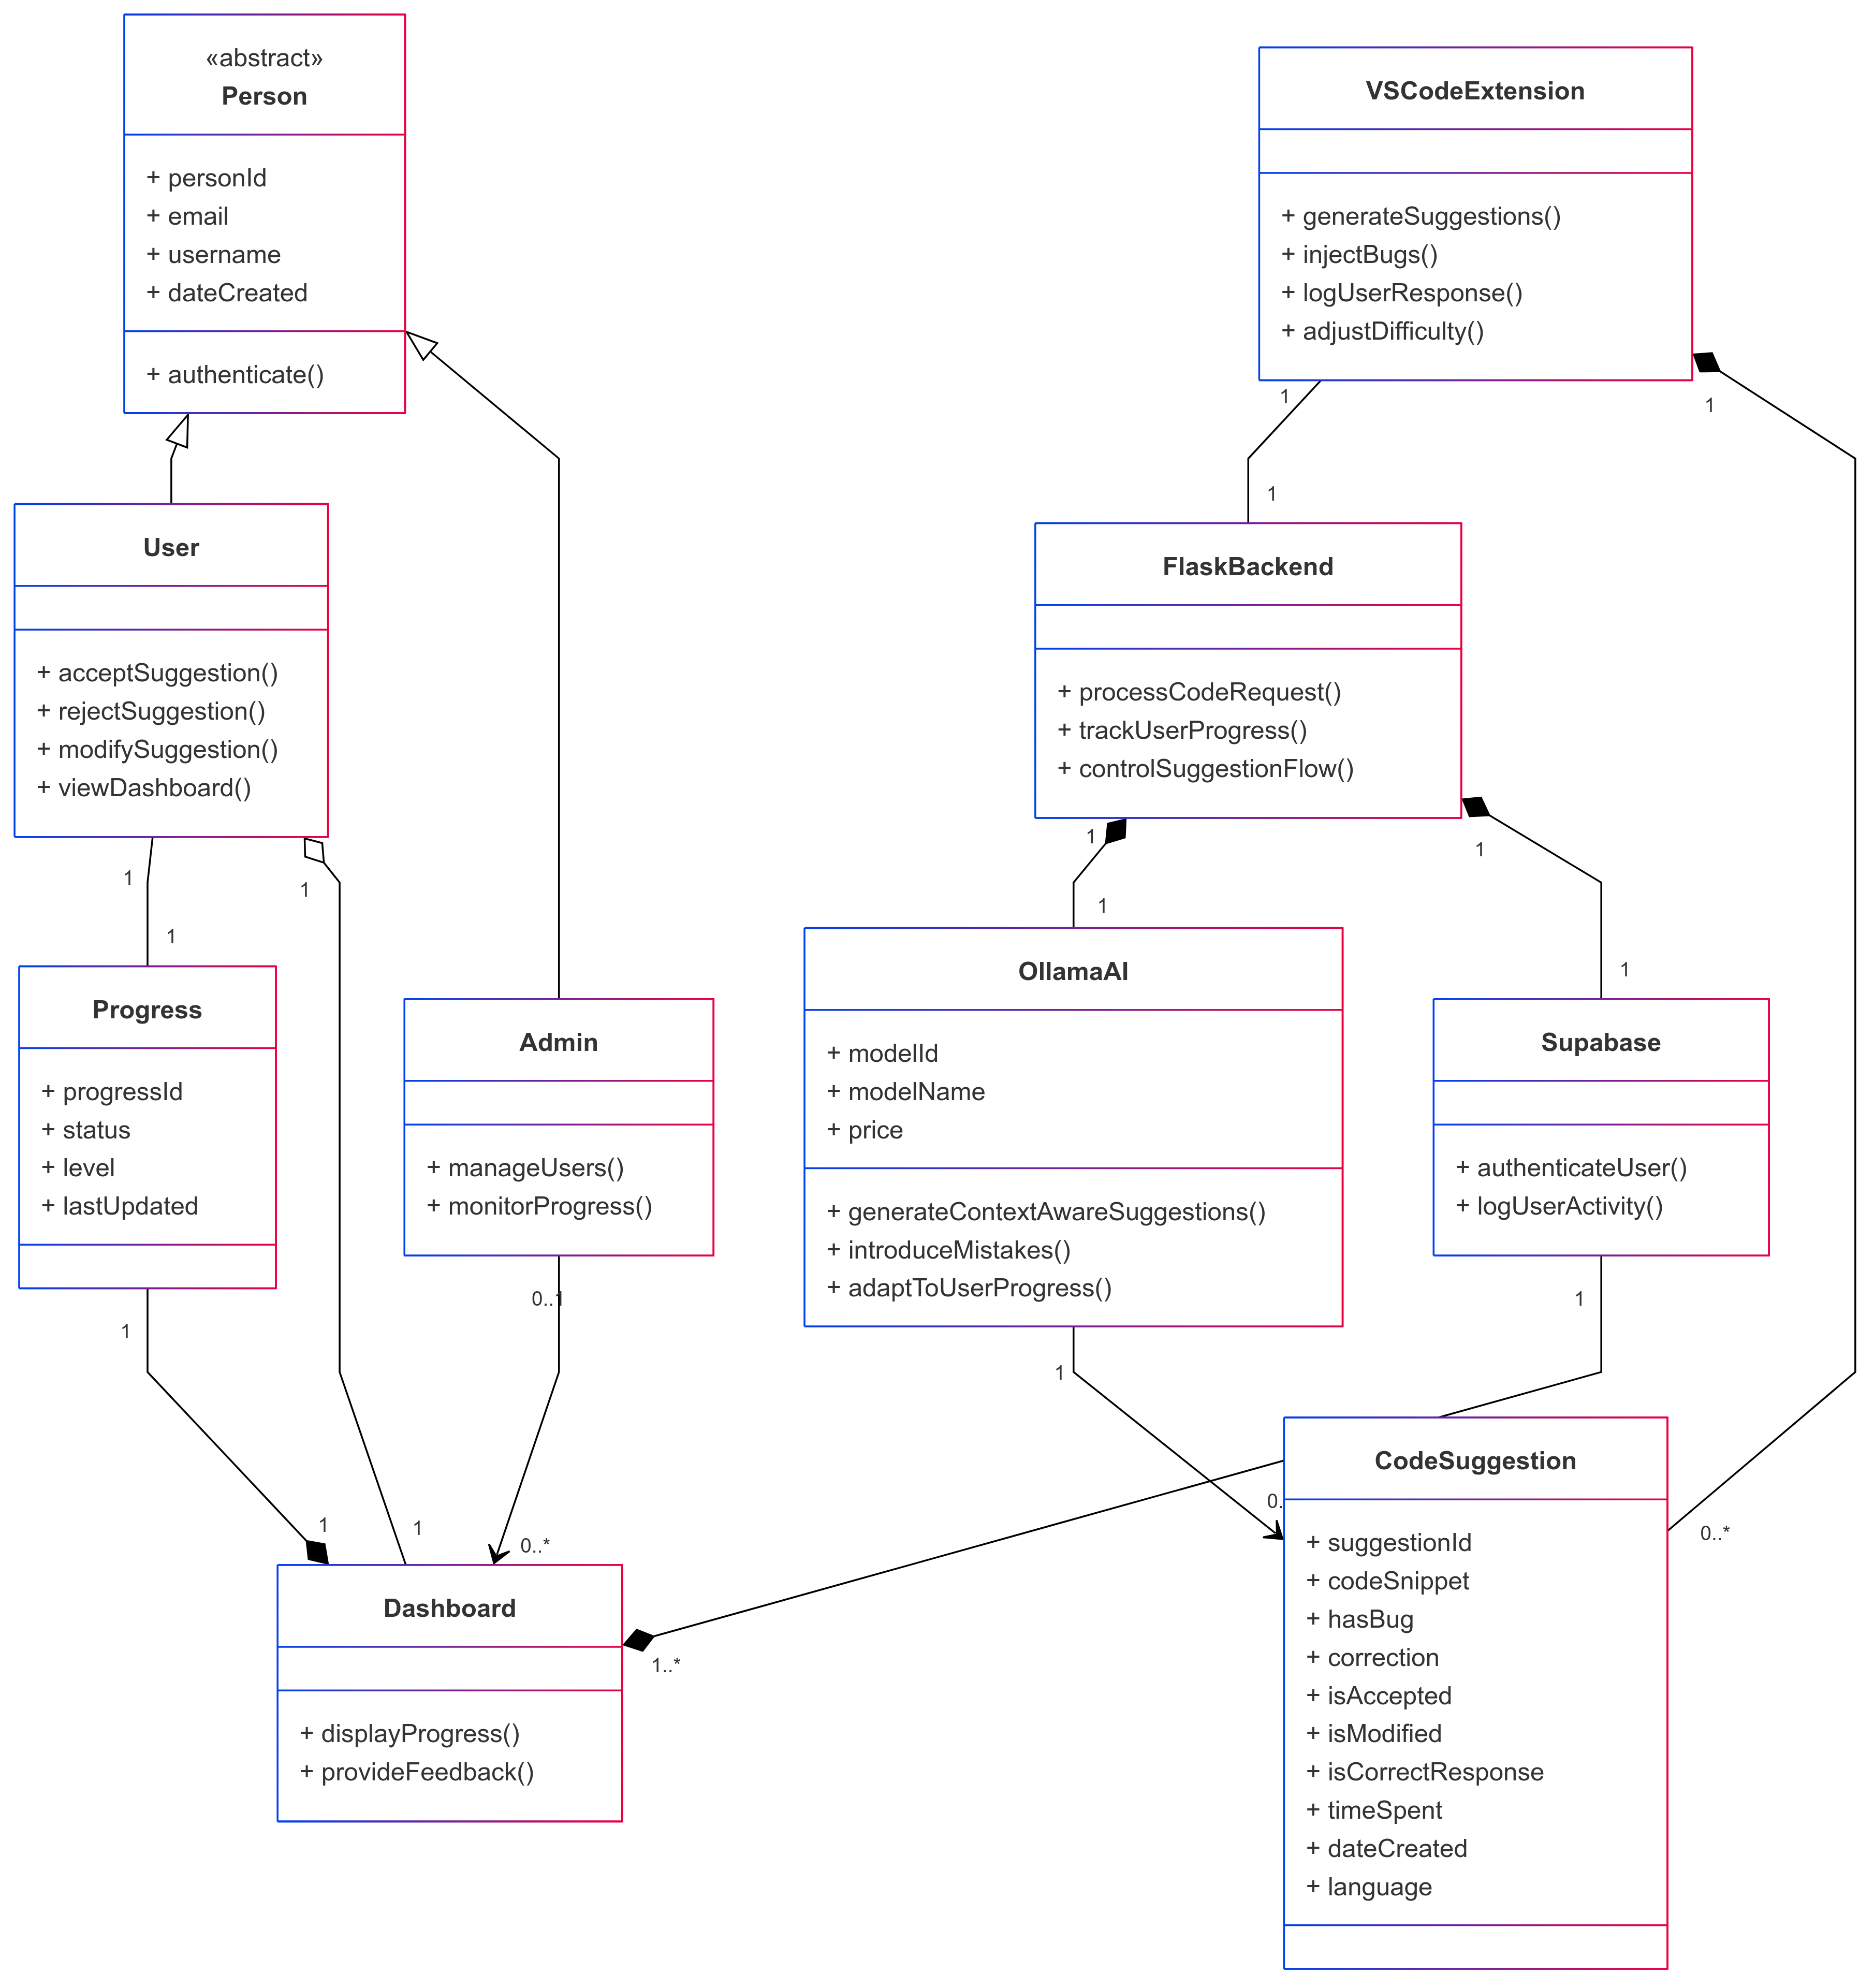 «abstract»
Person
+ personId
+ email
+ username
+ dateCreated
+ authenticate()
VSCodeExtension
+ generateSuggestions()
+ injectBugs()
+ logUserResponse()
+ adjustDifficulty()
1
1
1
User
+ acceptSuggestion()
+ rejectSuggestion()
+ modifySuggestion()
+ viewDashboard()
1
1
1
FlaskBackend
+ processCodeRequest()
+ trackUserProgress()
+ controlSuggestionFlow()
1
1
1
1
Progress
+ progressId
+ status
+ level
+ lastUpdated
1
1
Admin
+ manageUsers()
+ monitorProgress()
0..1
0..*
OllamaAI
+ modelId
+ modelName
+ price
+ generateContextAwareSuggestions()
+ introduceMistakes()
+ adaptToUserProgress()
1
0.
Supabase
+ authenticateUser()
+ logUserActivity()
1
1
Dashboard
+ displayProgress()
+ provideFeedback()
1..*
CodeSuggestion
+ suggestionId
+ codeSnippet
+ hasBug
+ correction
+ isAccepted
+ isModified
+ isCorrectResponse
+ timeSpent
+ dateCreated
+ language
0..*